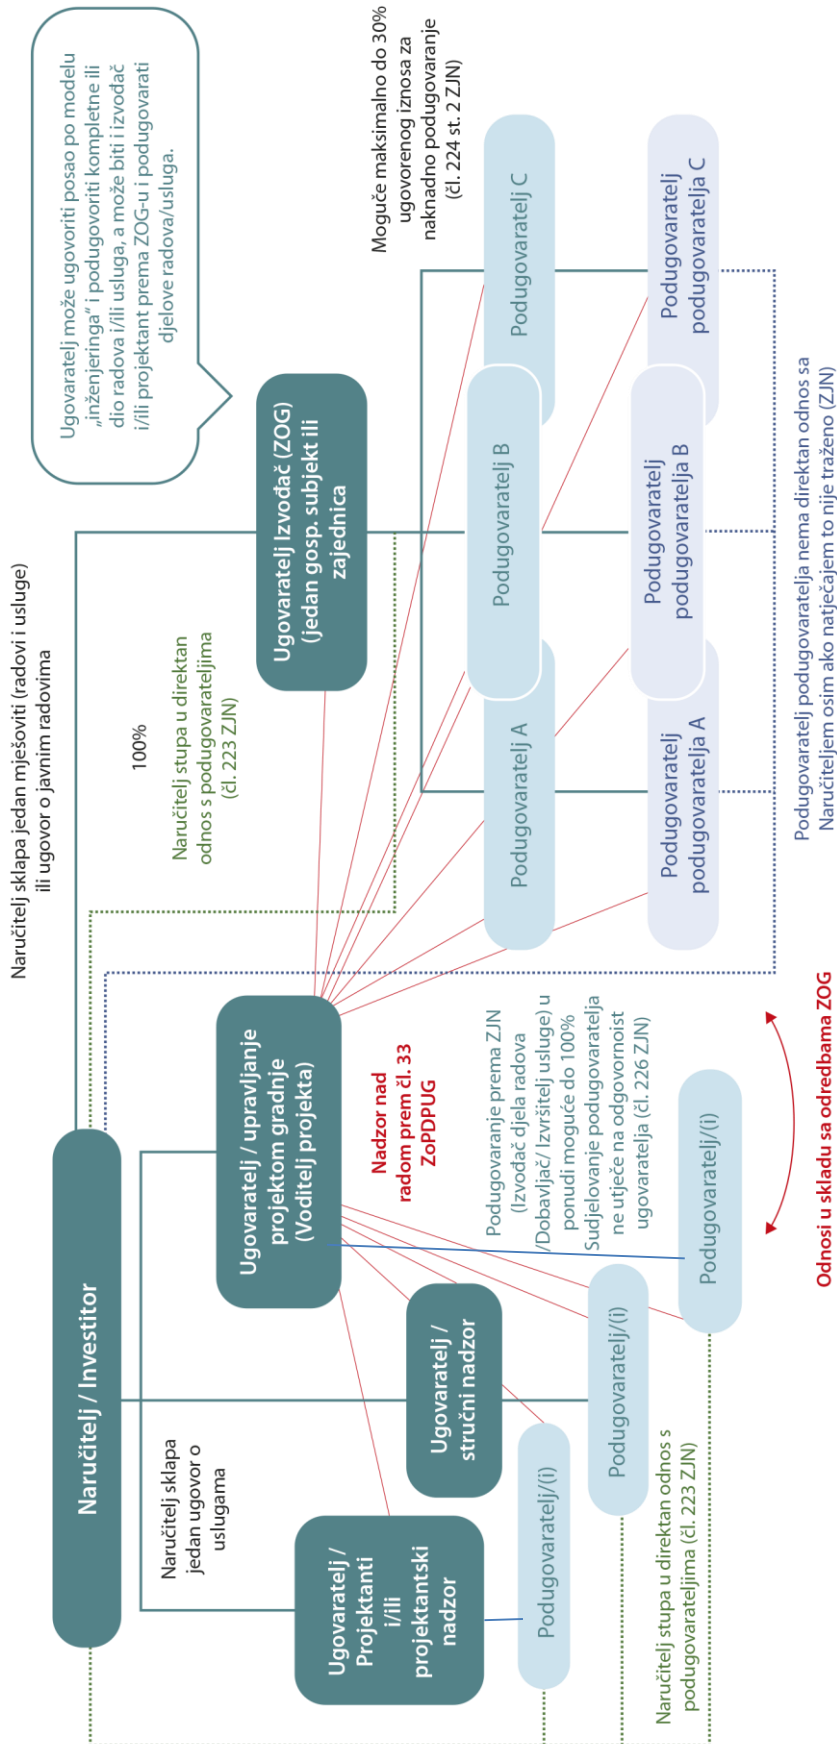 Naručitelj sklapa jedan mješoviti (radovi i usluge)
ili ugovor o javnim radovima
Ugovaratelj može ugovoriti posao po modelu
„inženjeringa“ i podugovoriti kompletne ili
dio radova i/ili usluga, a može biti i izvođač
i/ili projektant prema ZOG-u i podugovarati
djelove radova/usluga.
Naručitelj / Investitor
100%
Naručitelj sklapa
jedan ugovor o
uslugama
Naručitelj stupa u direktan
odnos s podugovarateljima
(čl. 223 ZJN)
Ugovaratelj / upravljanje
projektom gradnje
(Voditelj projekta)
Ugovaratelj Izvođač (ZOG)
(jedan gosp. subjekt ili
zajednica
Moguče maksimalno do 30%
ugovorenog iznosa za
naknadno podugovaranje
(čl. 224 st. 2 ZJN)
Ugovaratelj /
Projektanti
i/ili
projektantski
nadzor
Ugovaratelj /
stručni nadzor
Nadzor nad
radom prem čl. 33
ZoPDPUG
Podugovaratelj A
Podugovaratelj B
Podugovaratelj C
Podugovaranje prema ZJN
(Izvođač djela radova
/Dobavljač/ Izvršitelj usluge) u
ponudi moguće do 100%
Sudjelovanje podugovaratelja
ne utječe na odgovornoist
ugovaratelja (čl. 226 ZJN)
Podugovaratelj/(i)
Podugovaratelj/(i)
Podugovaratelj/(i)
Podugovaratelj
podugovaratelja A
Podugovaratelj
podugovaratelja B
Podugovaratelj
podugovaratelja C
Naručitelj stupa u direktan odnos s
podugovarateljima (čl. 223 ZJN)
Podugovaratelj podugovaratelja nema direktan odnos sa
Naručiteljem osim ako natječajem to nije traženo (ZJN)
Odnosi u skladu sa odredbama ZOG